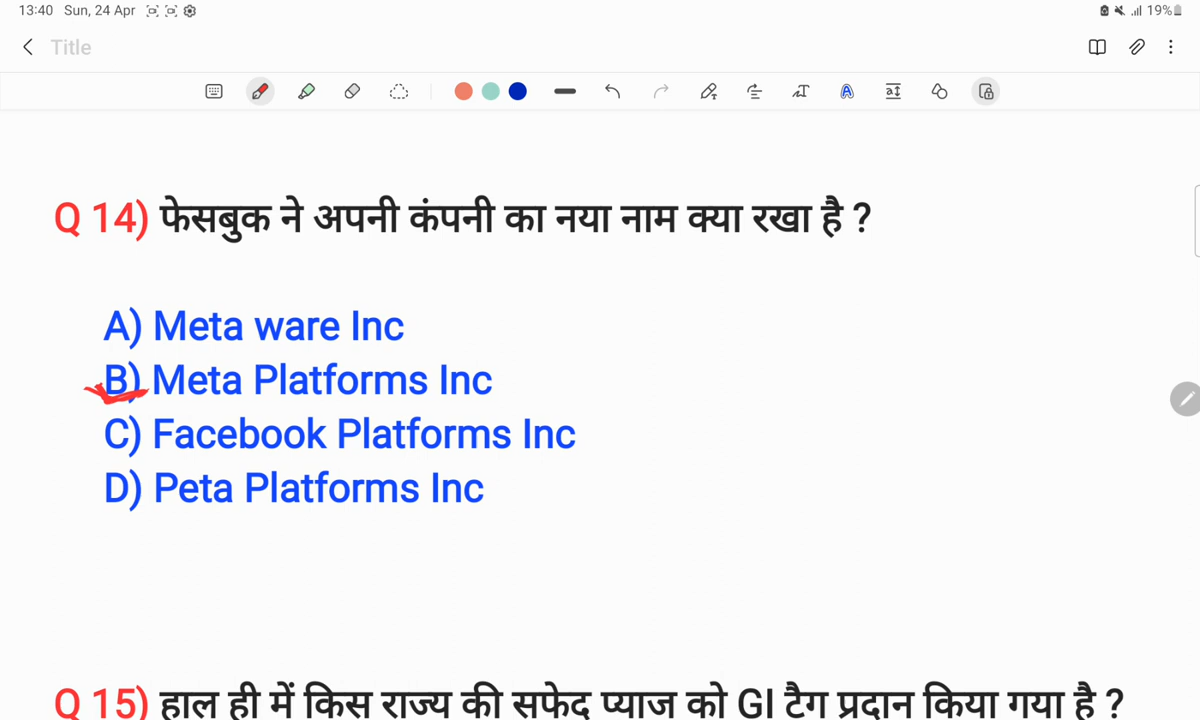 13:40 Sun, 24 Apr 19%
Title
Q 14) फेसबुक ने अपनी कंपनी का नया नाम क्या रखा है ?
A) Meta ware Inc
B) Meta Platforms Inc
C) Facebook Platforms Inc
D) Peta Platforms Inc
Q 15) हाल ही में किस राज्य की सफेद प्याज को GI टैग प्रदान किया गया है ?